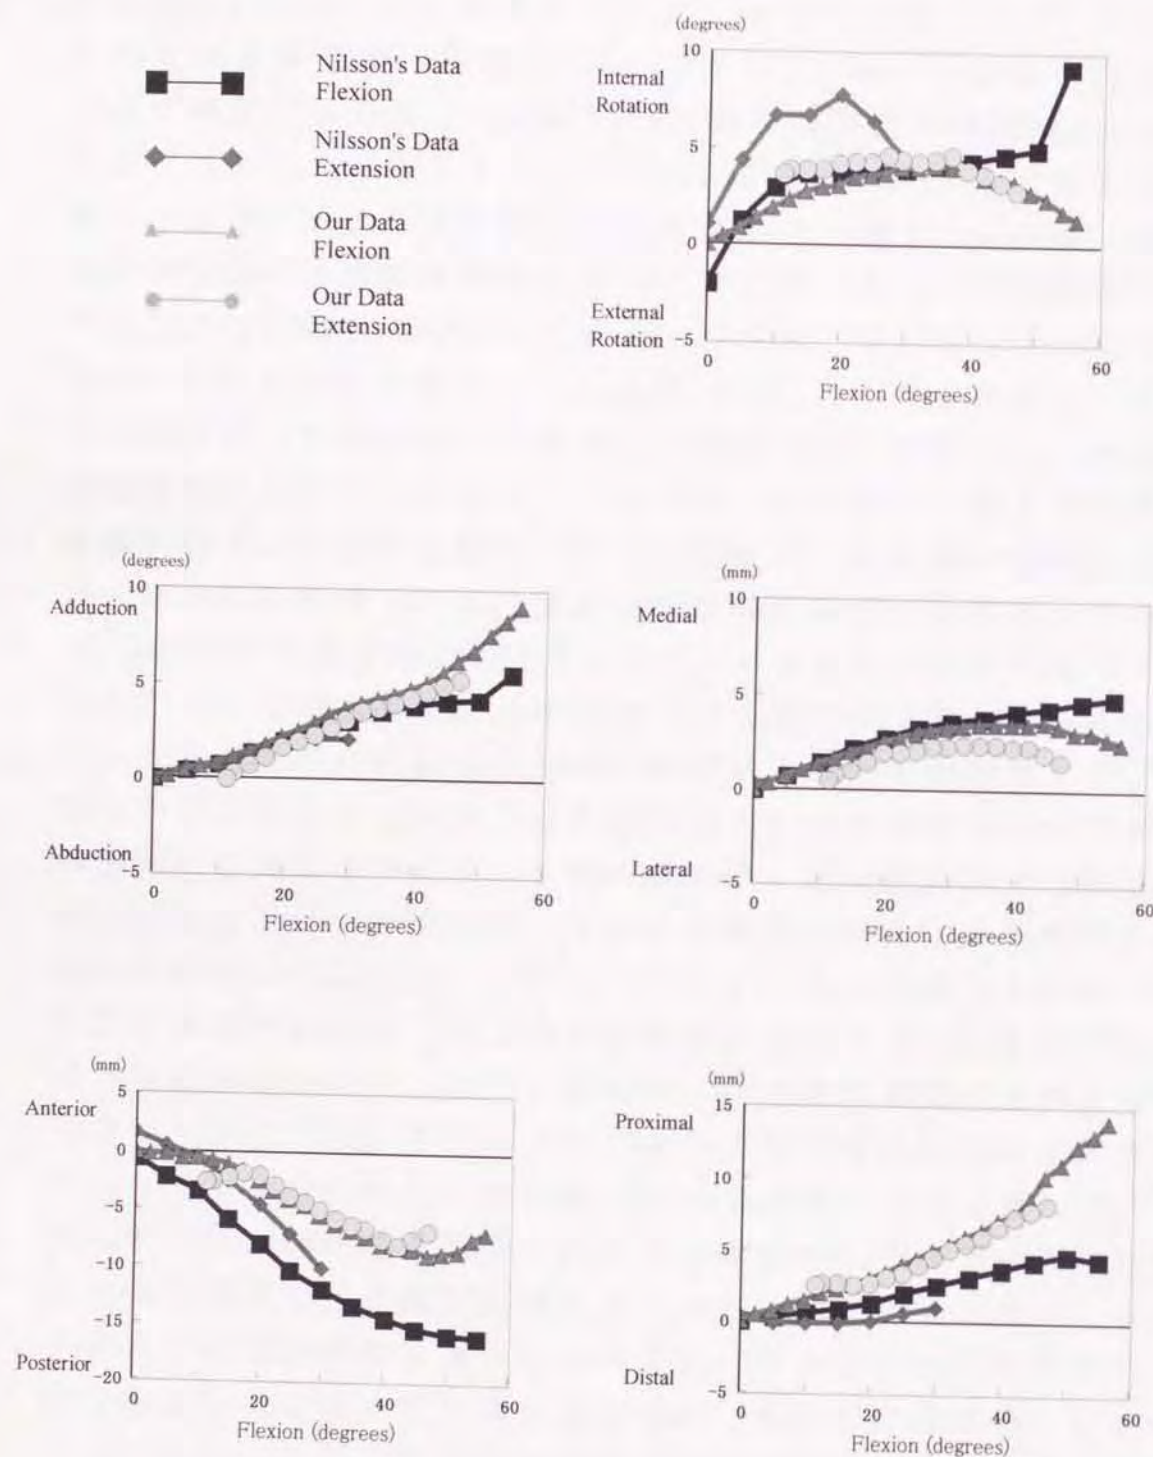 Nilsson's Data
Flexion
Nilsson's Data
Extension
Our Data
Flexion
Our Data
Extension
(degrees)
10
Internal
Rotation
5
0
External
Rotation
-5
0
20
40
60
Flexion (degrees)
(degrees)
10
Adduction
5
0
Abduction
-5
0
20
40
60
Flexion (degrees)
(mm)
10
Medial
5
0
Lateral
-5
0
20
40
60
Flexion (degrees)
(mm)
5
Anterior
0
-5
-10
-15
Posterior
-20
0
20
40
60
Flexion (degrees)
(mm)
15
Proximal
10
5
0
Distal
-5
0
20
40
60
Flexion (degrees)